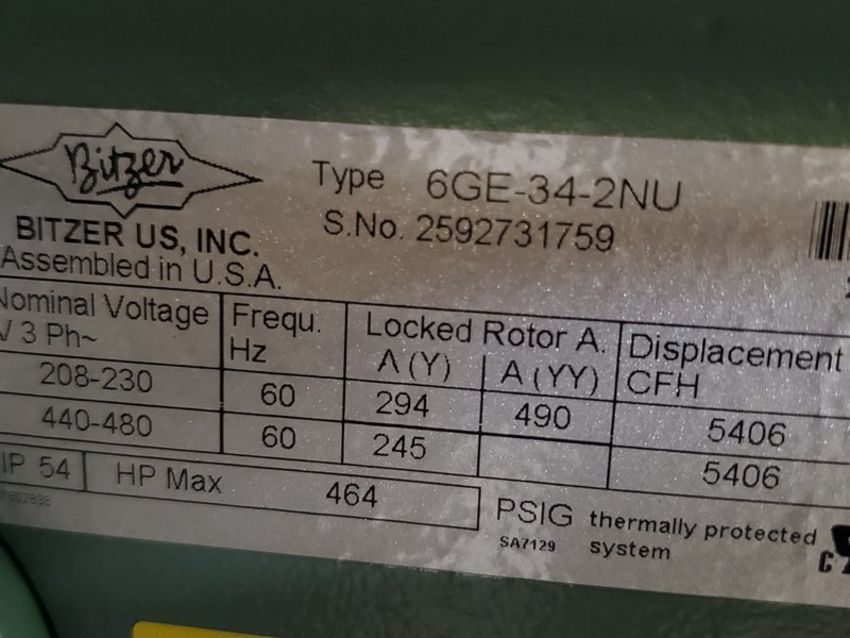 Bitzer
Type 6GE-34-2NU
S.No. 2592731759
BITZER US, INC.
Assembled in U.S.A.
Nominal Voltage
V 3 Ph~
Frequ.
Hz
Locked Rotor A.
A (Y) A (YY)
Displacement
CFH
208-230 60 294 490 5406
440-480 60 245 5406
IP 54 HP Max 464 PSIG
thermally protected
system
SA7129